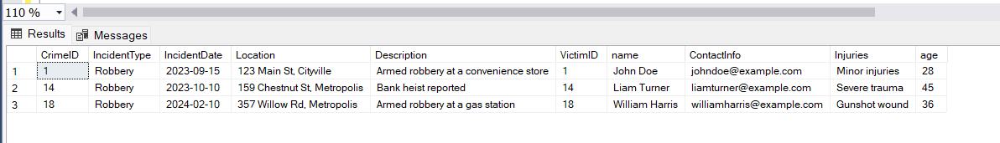 110 %
Results Messages
CrimeID IncidentType IncidentDate Location Description VictimID name ContactInfo Injuries age
1 1 Robbery 2023-09-15 123 Main St, Cityville Armed robbery at a convenience store 1 John Doe johndoe@example.com Minor injuries 28
2 14 Robbery 2023-10-10 159 Chestnut St, Metropolis Bank heist reported 14 Liam Turner liamturner@example.com Severe trauma 45
3 18 Robbery 2024-02-10 357 Willow Rd, Metropolis Armed robbery at a gas station 18 William Harris williamharris@example.com Gunshot wound 36